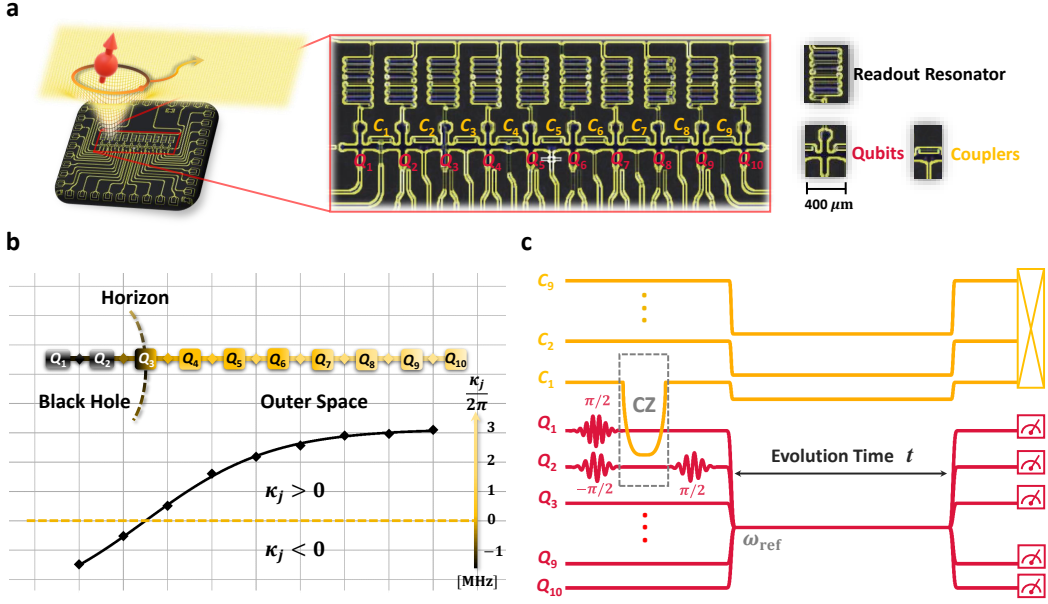 a
C₁ C₂ C₃ C₄ C₅ C₆ C₇ C₈ C₉
Q₁ Q₂ Q₃ Q₄ Q₅ Q₆ Q₇ Q₈ Q₉ Q₁₀
Readout Resonator
Qubits
Couplers
400 μm
b
Horizon
Q₁ Q₂ Q₃ Q₄ Q₅ Q₆ Q₇ Q₈ Q₉ Q₁₀
Black Hole
Outer Space
κⱼ/2π
3
2
1
0
−1
[MHz]
κⱼ > 0
κⱼ < 0
c
C₉
C₂
C₁
CZ
Q₁
π/2
Q₂
−π/2
π/2
Evolution Time t
Q₃
ω_ref
Q₉
Q₁₀